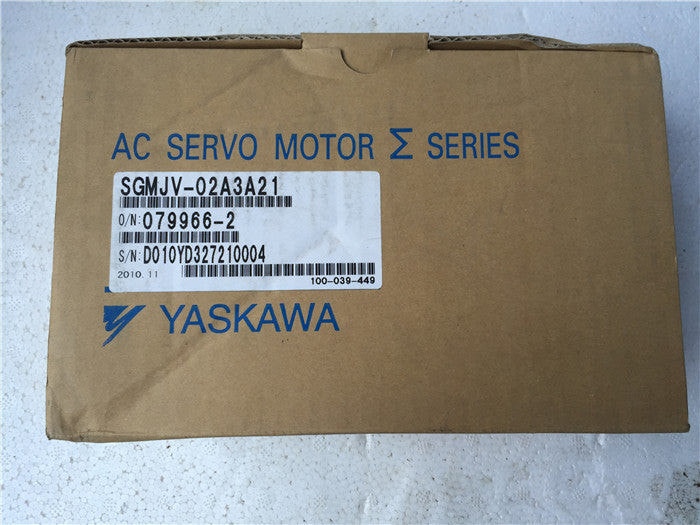 AC SERVO MOTOR Σ SERIES
SGMJV-02A3A21
O/N: 079966-2
S/N: D010YD327210004
2010.11
100-039-449
YASKAWA